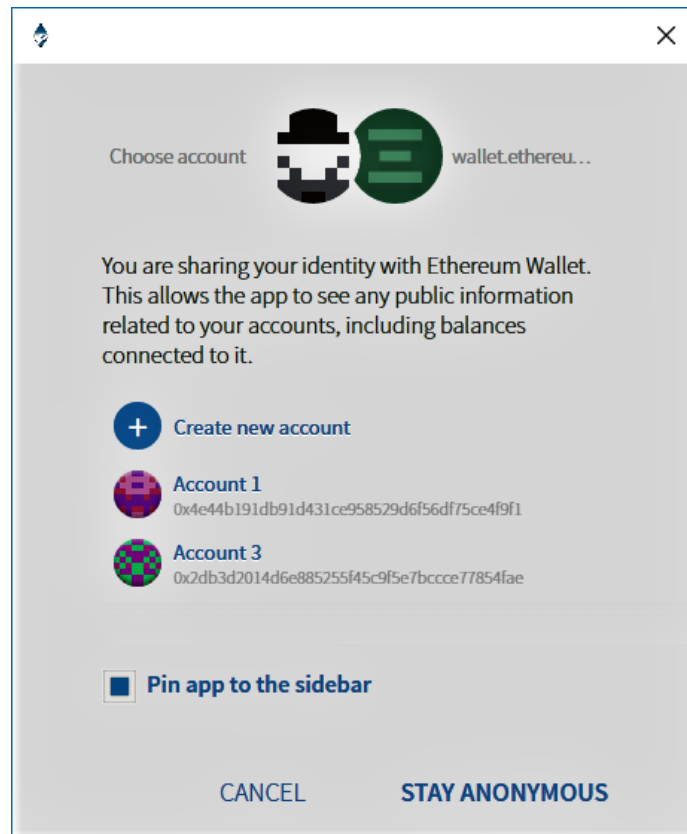 Choose account
wallet.ethereu...
You are sharing your identity with Ethereum Wallet.
This allows the app to see any public information
related to your accounts, including balances
connected to it.
Create new account
Account 1
0x4e44b191db91d431ce958529d6f56df75ce4f9f1
Account 3
0x2db3d2014d6e885255f45c9f5e7bccce77854fae
Pin app to the sidebar
CANCEL
STAY ANONYMOUS